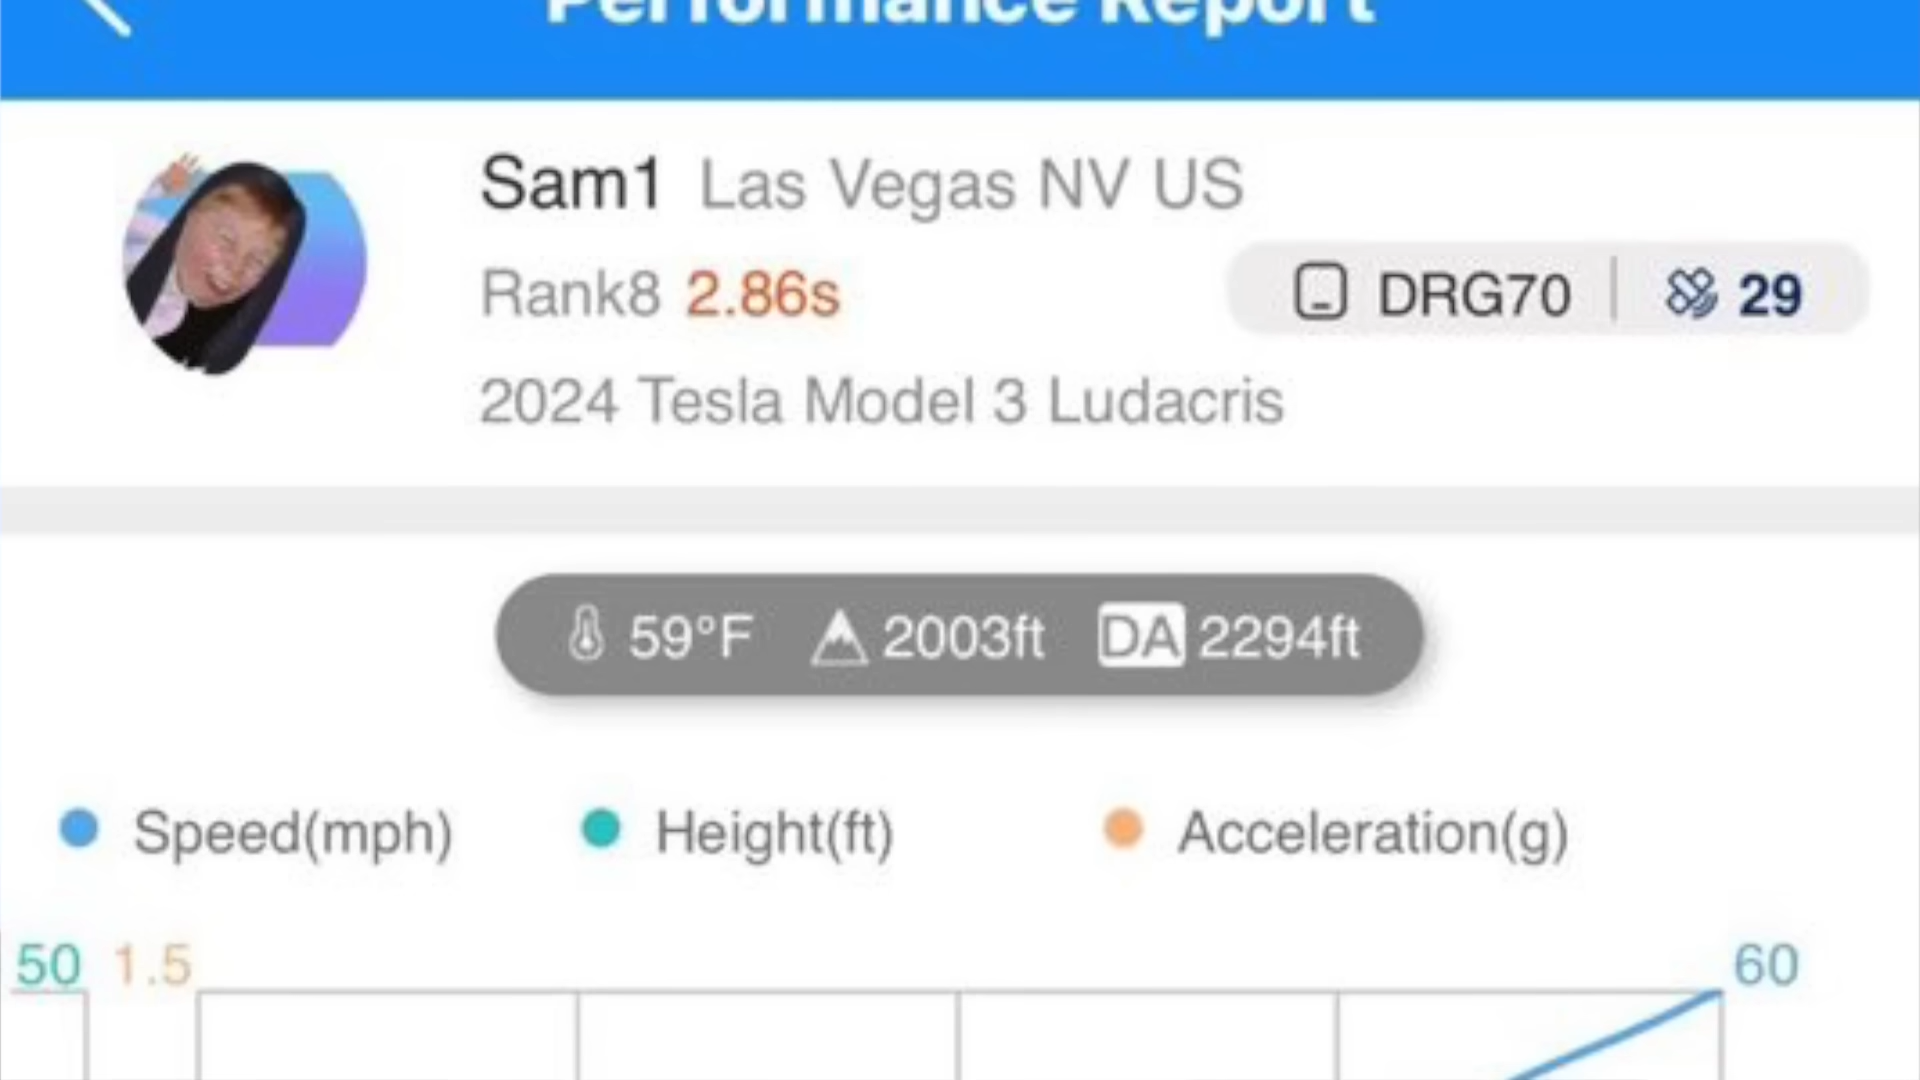 Performance Report
Sam1 Las Vegas NV US
Rank8 2.86s
DRG70 | 29
2024 Tesla Model 3 Ludacris
59°F 2003ft DA 2294ft
Speed(mph) Height(ft) Acceleration(g)
50 1.5 60